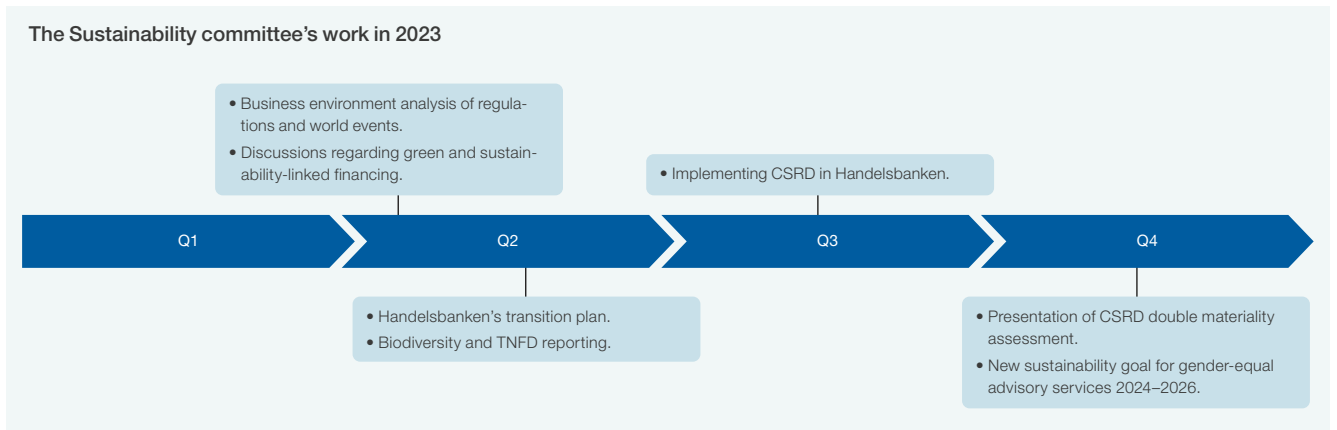 The Sustainability committee’s work in 2023
• Business environment analysis of regula-
tions and world events.
• Discussions regarding green and sustain-
ability-linked financing.
• Implementing CSRD in Handelsbanken.
Q1
Q2
Q3
Q4
• Handelsbanken’s transition plan.
• Biodiversity and TNFD reporting.
• Presentation of CSRD double materiality
assessment.
• New sustainability goal for gender-equal
advisory services 2024–2026.